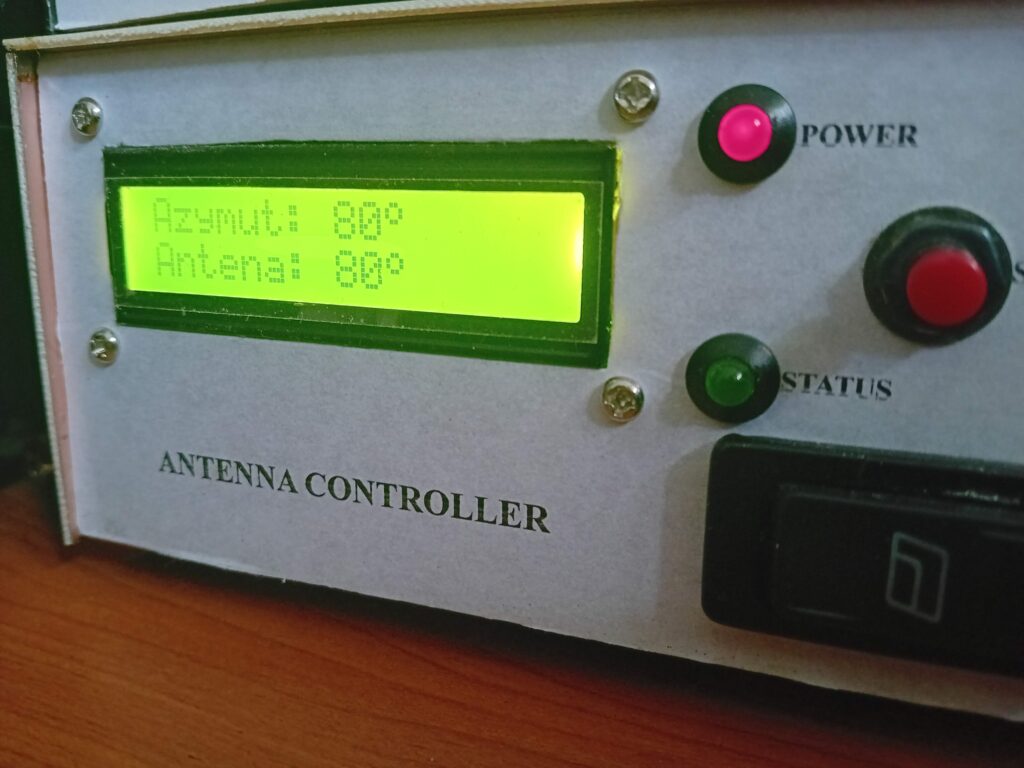 Azymut: 80°
Antena: 80°
POWER
STATUS
ANTENNA CONTROLLER